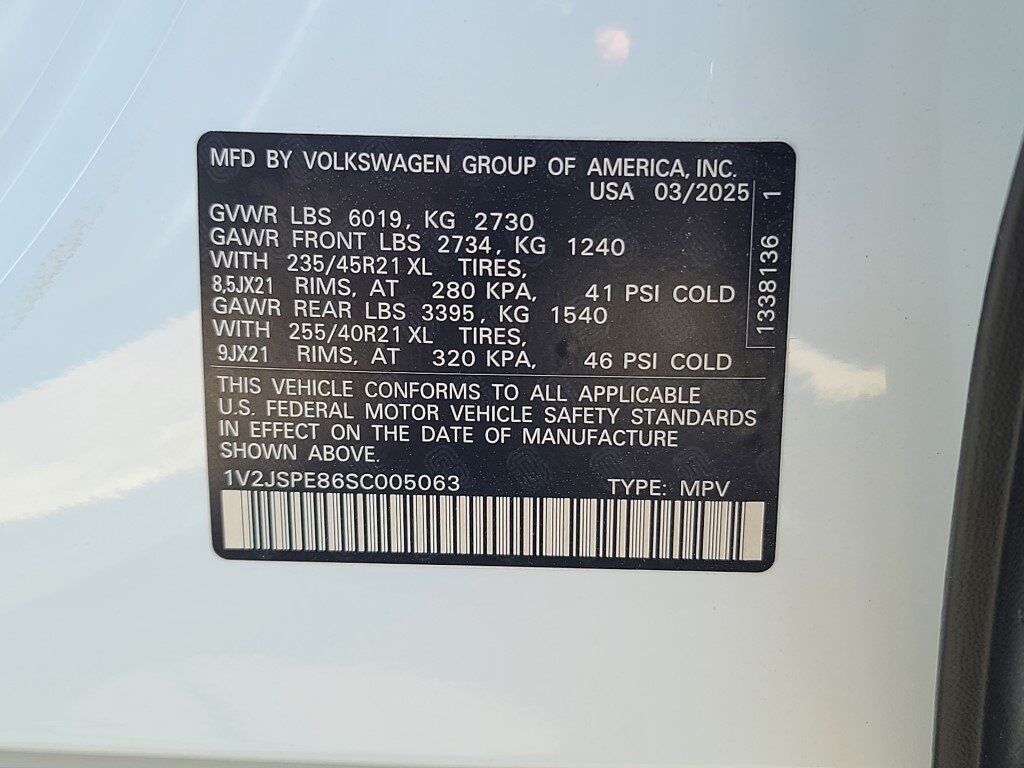 MFD BY VOLKSWAGEN GROUP OF AMERICA, INC.
USA 03/2025
GVWR LBS 6019, KG 2730
GAWR FRONT LBS 2734, KG 1240
WITH 235/45R21 XL TIRES,
8,5JX21 RIMS, AT 280 KPA, 41 PSI COLD
GAWR REAR LBS 3395, KG 1540
WITH 255/40R21 XL TIRES,
9JX21 RIMS, AT 320 KPA, 46 PSI COLD
1338136 1
THIS VEHICLE CONFORMS TO ALL APPLICABLE
U.S. FEDERAL MOTOR VEHICLE SAFETY STANDARDS
IN EFFECT ON THE DATE OF MANUFACTURE
SHOWN ABOVE.
1V2JSPE86SC005063 TYPE: MPV